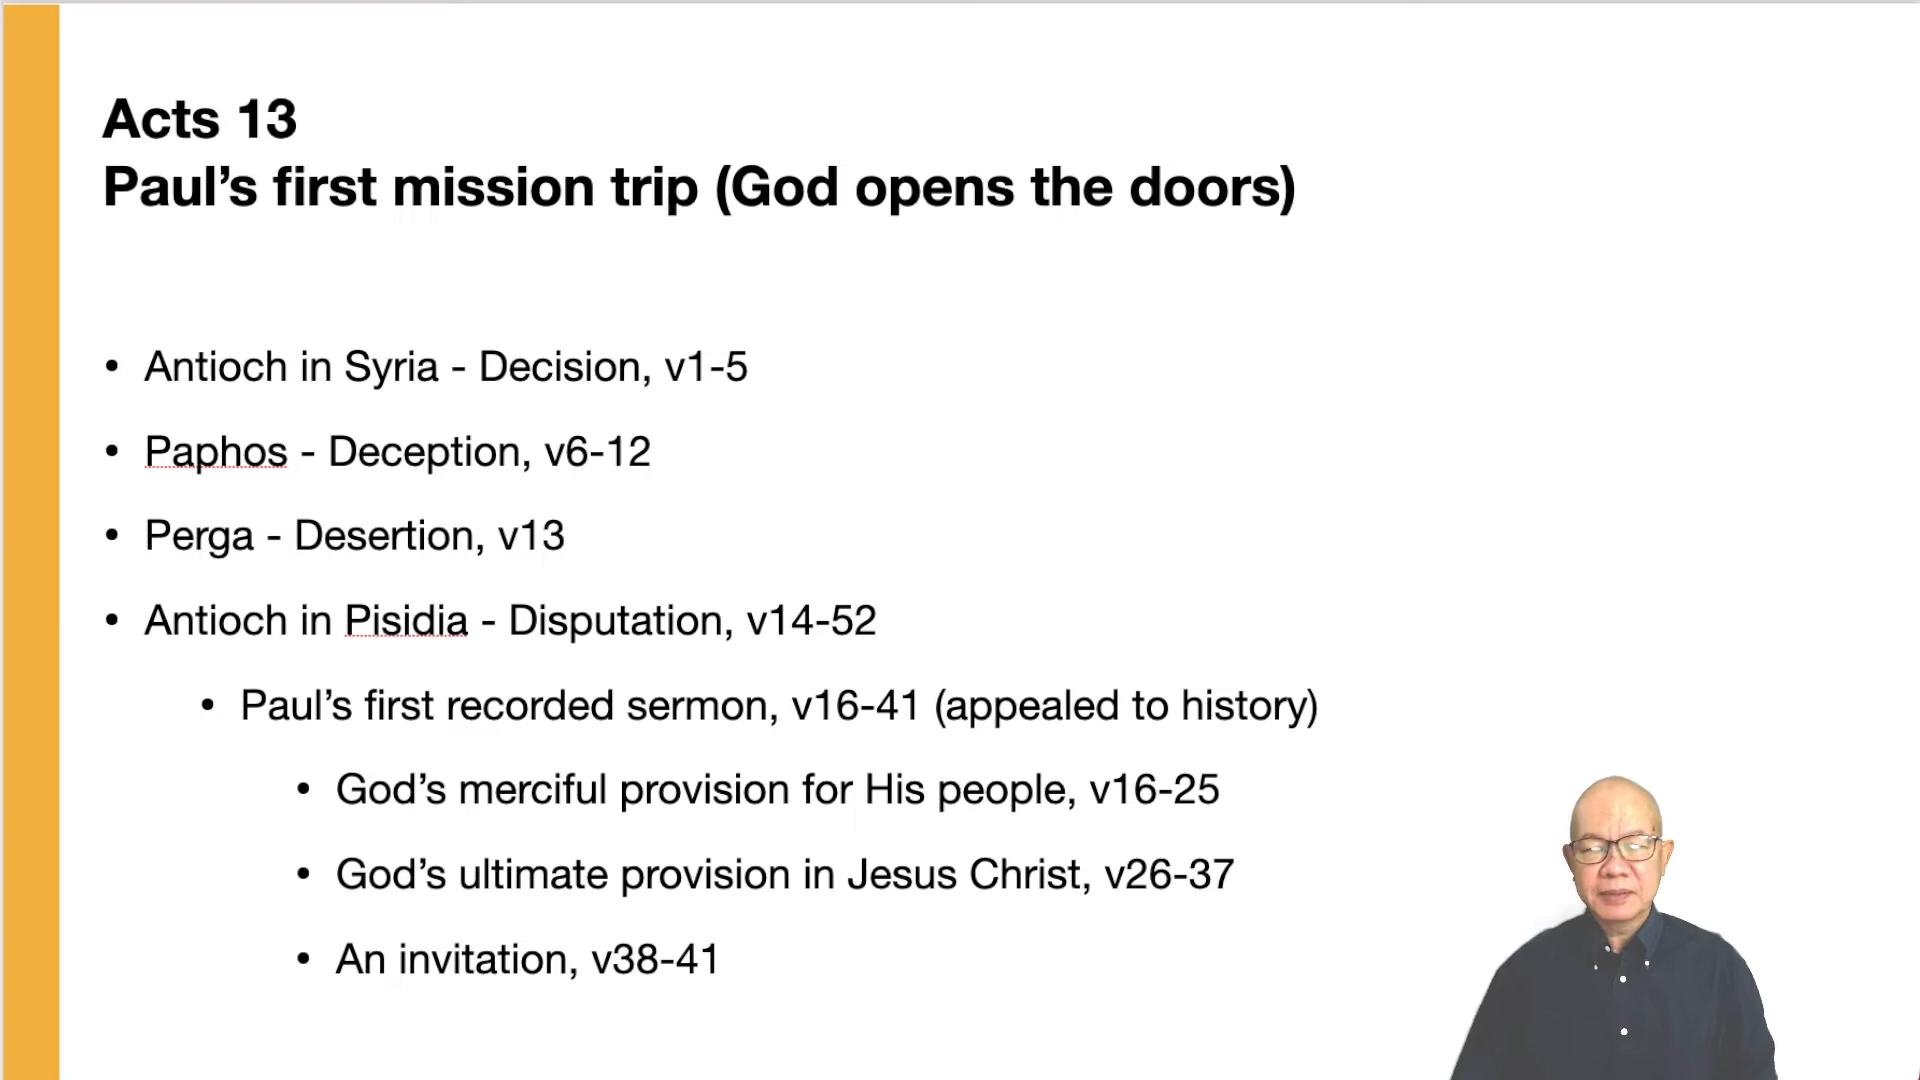 Acts 13
Paul’s first mission trip (God opens the doors)
• Antioch in Syria - Decision, v1-5
• Paphos - Deception, v6-12
• Perga - Desertion, v13
• Antioch in Pisidia - Disputation, v14-52
• Paul’s first recorded sermon, v16-41 (appealed to history)
• God’s merciful provision for His people, v16-25
• God’s ultimate provision in Jesus Christ, v26-37
• An invitation, v38-41